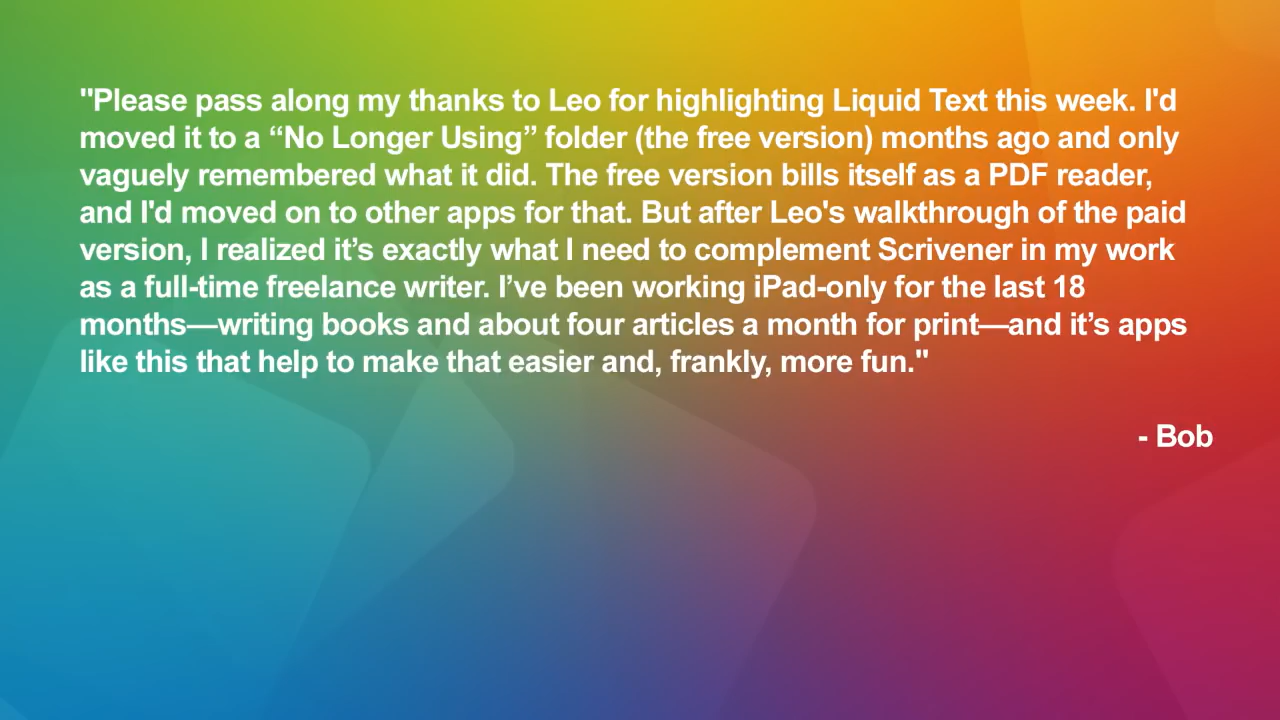 "Please pass along my thanks to Leo for highlighting Liquid Text this week. I'd
moved it to a “No Longer Using” folder (the free version) months ago and only
vaguely remembered what it did. The free version bills itself as a PDF reader,
and I'd moved on to other apps for that. But after Leo's walkthrough of the paid
version, I realized it’s exactly what I need to complement Scrivener in my work
as a full-time freelance writer. I’ve been working iPad-only for the last 18
months—writing books and about four articles a month for print—and it’s apps
like this that help to make that easier and, frankly, more fun."
- Bob